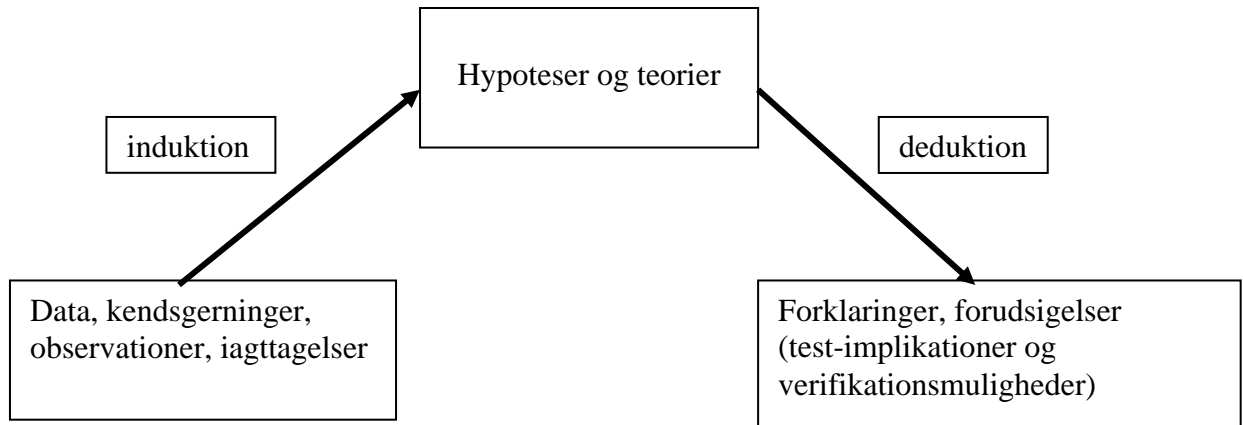 Hypoteser og teorier
induktion
deduktion
Data, kendsgerninger,
observationer, iagttagelser
Forklaringer, forudsigelser
(test-implikationer og
verifikationsmuligheder)